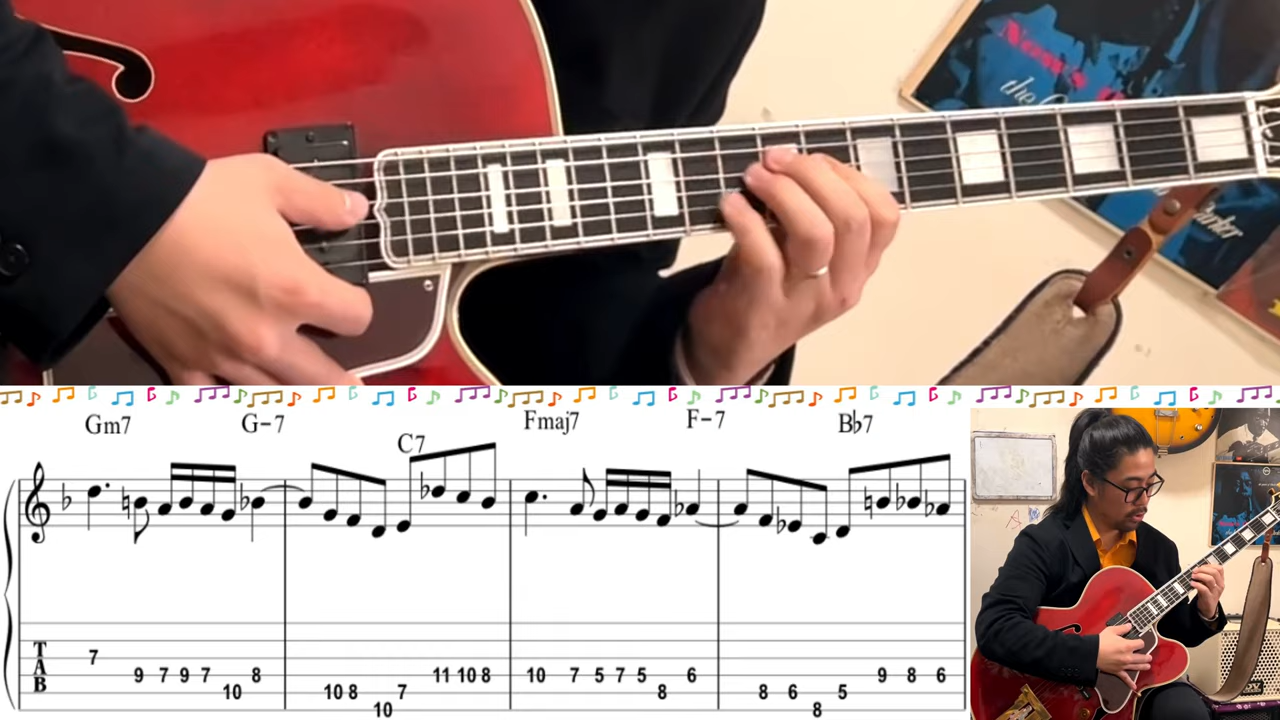 the
Gm7 G-7 C7 Fmaj7 F-7 B♭7
T
A
B
7
9 7 9 7 8 11 10 8 10 7 5 7 5 6 9 8 6
10 10 8 7 8 8 6 5
10 8